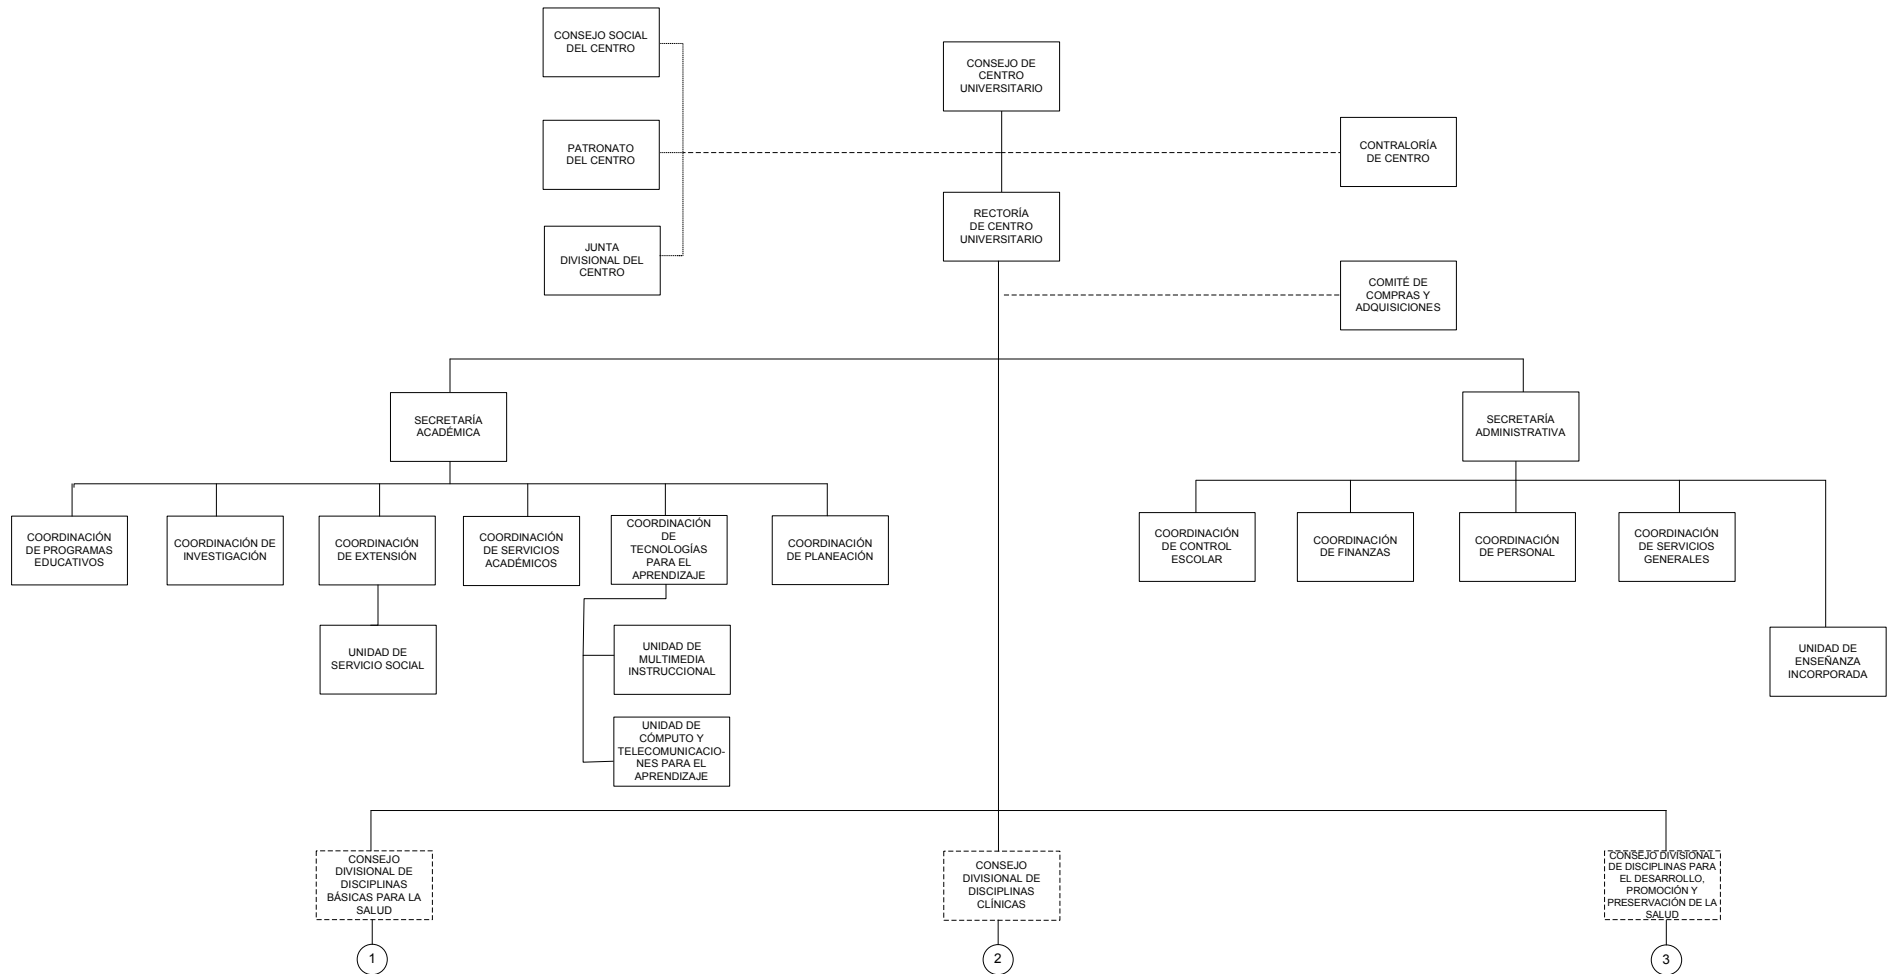 CONSEJO SOCIAL
DEL CENTRO
CONSEJO DE
CENTRO
UNIVERSITARIO
PATRONATO
DEL CENTRO
CONTRALORÍA
DE CENTRO
RECTORÍA
DE CENTRO
UNIVERSITARIO
JUNTA
DIVISIONAL DEL
CENTRO
COMITÉ DE
COMPRAS Y
ADQUISICIONES
SECRETARÍA
ACADÉMICA
SECRETARÍA
ADMINISTRATIVA
COORDINACIÓN
DE PROGRAMAS
EDUCATIVOS
COORDINACIÓN DE
INVESTIGACIÓN
COORDINACIÓN
DE EXTENSIÓN
COORDINACIÓN
DE SERVICIOS
ACADÉMICOS
COORDINACIÓN
DE
TECNOLOGÍAS
PARA EL
APRENDIZAJE
COORDINACIÓN
DE PLANEACIÓN
COORDINACIÓN
DE CONTROL
ESCOLAR
COORDINACIÓN
DE FINANZAS
COORDINACIÓN
DE PERSONAL
COORDINACIÓN
DE SERVICIOS
GENERALES
UNIDAD DE
SERVICIO SOCIAL
UNIDAD DE
MULTIMEDIA
INSTRUCCIONAL
UNIDAD DE
ENSEÑANZA
INCORPORADA
UNIDAD DE
CÓMPUTO Y
TELECOMUNICACIO-
NES PARA EL
APRENDIZAJE
CONSEJO
DIVISIONAL DE
DISCIPLINAS
BÁSICAS PARA LA
SALUD
CONSEJO
DIVISIONAL DE
DISCIPLINAS
CLÍNICAS
CONSEJO DIVISIONAL
DE DISCIPLINAS PARA
EL DESARROLLO,
PROMOCIÓN Y
PRESERVACIÓN DE LA
SALUD
1
2
3